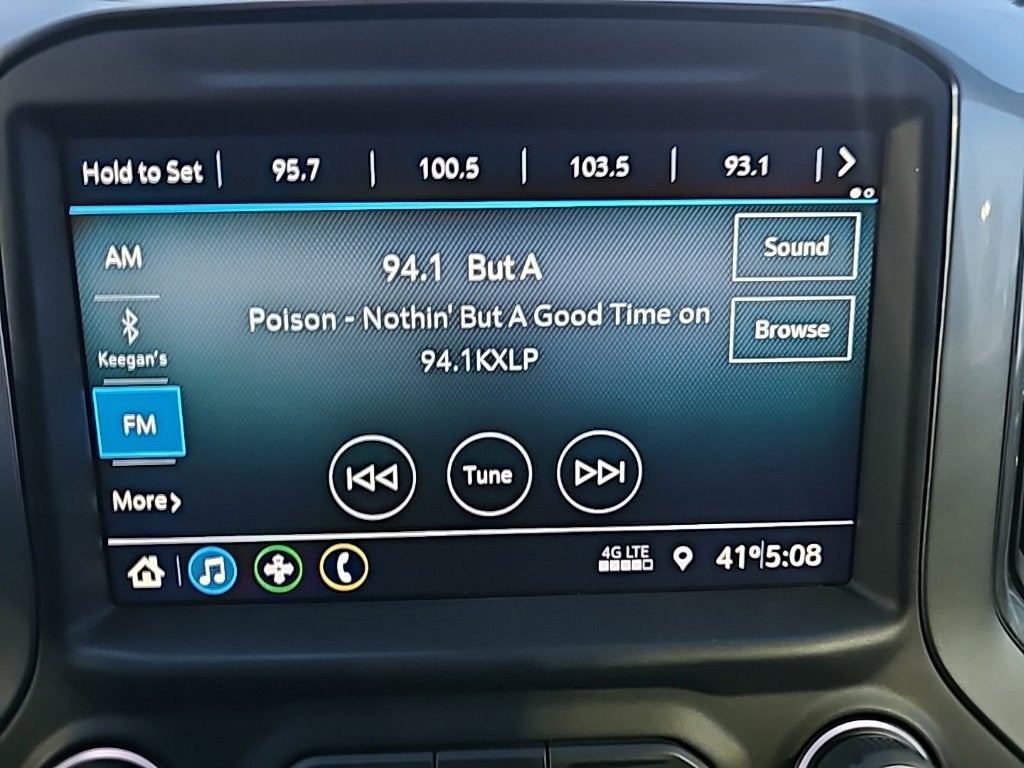 Hold to Set | 95.7 | 100.5 | 103.5 | 93.1 |
AM
94.1 But A
Sound
Poison - Nothin' But A Good Time on
94.1KXLP
Browse
Keegan's
FM
Tune
More
4G LTE
41° 5:08